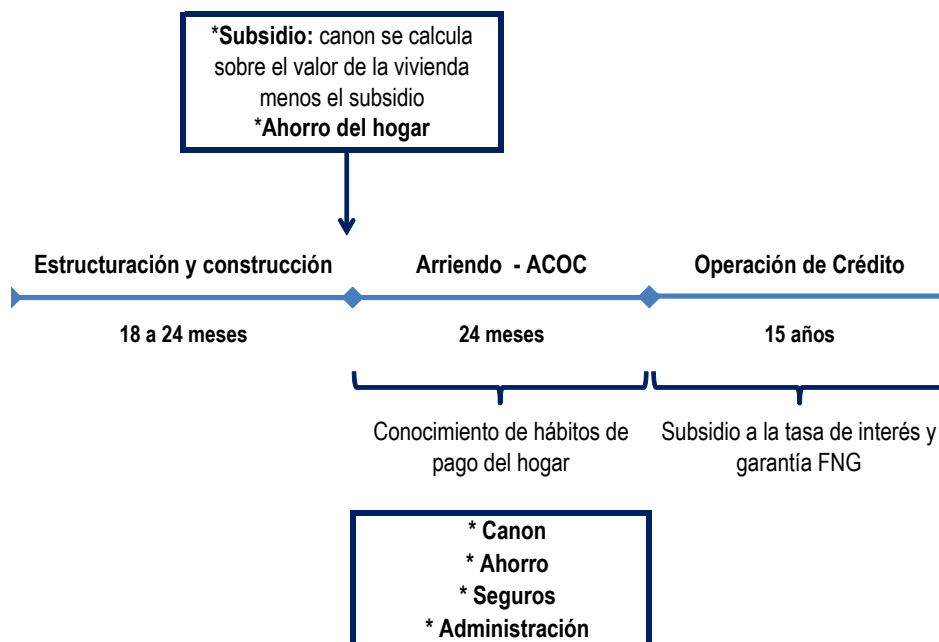 *Subsidio: canon se calcula
sobre el valor de la vivienda
menos el subsidio
*Ahorro del hogar
Estructuración y construcción
Arriendo - ACOC
Operación de Crédito
18 a 24 meses
24 meses
15 años
Conocimiento de hábitos de
pago del hogar
Subsidio a la tasa de interés y
garantía FNG
* Canon
* Ahorro
* Seguros
* Administración